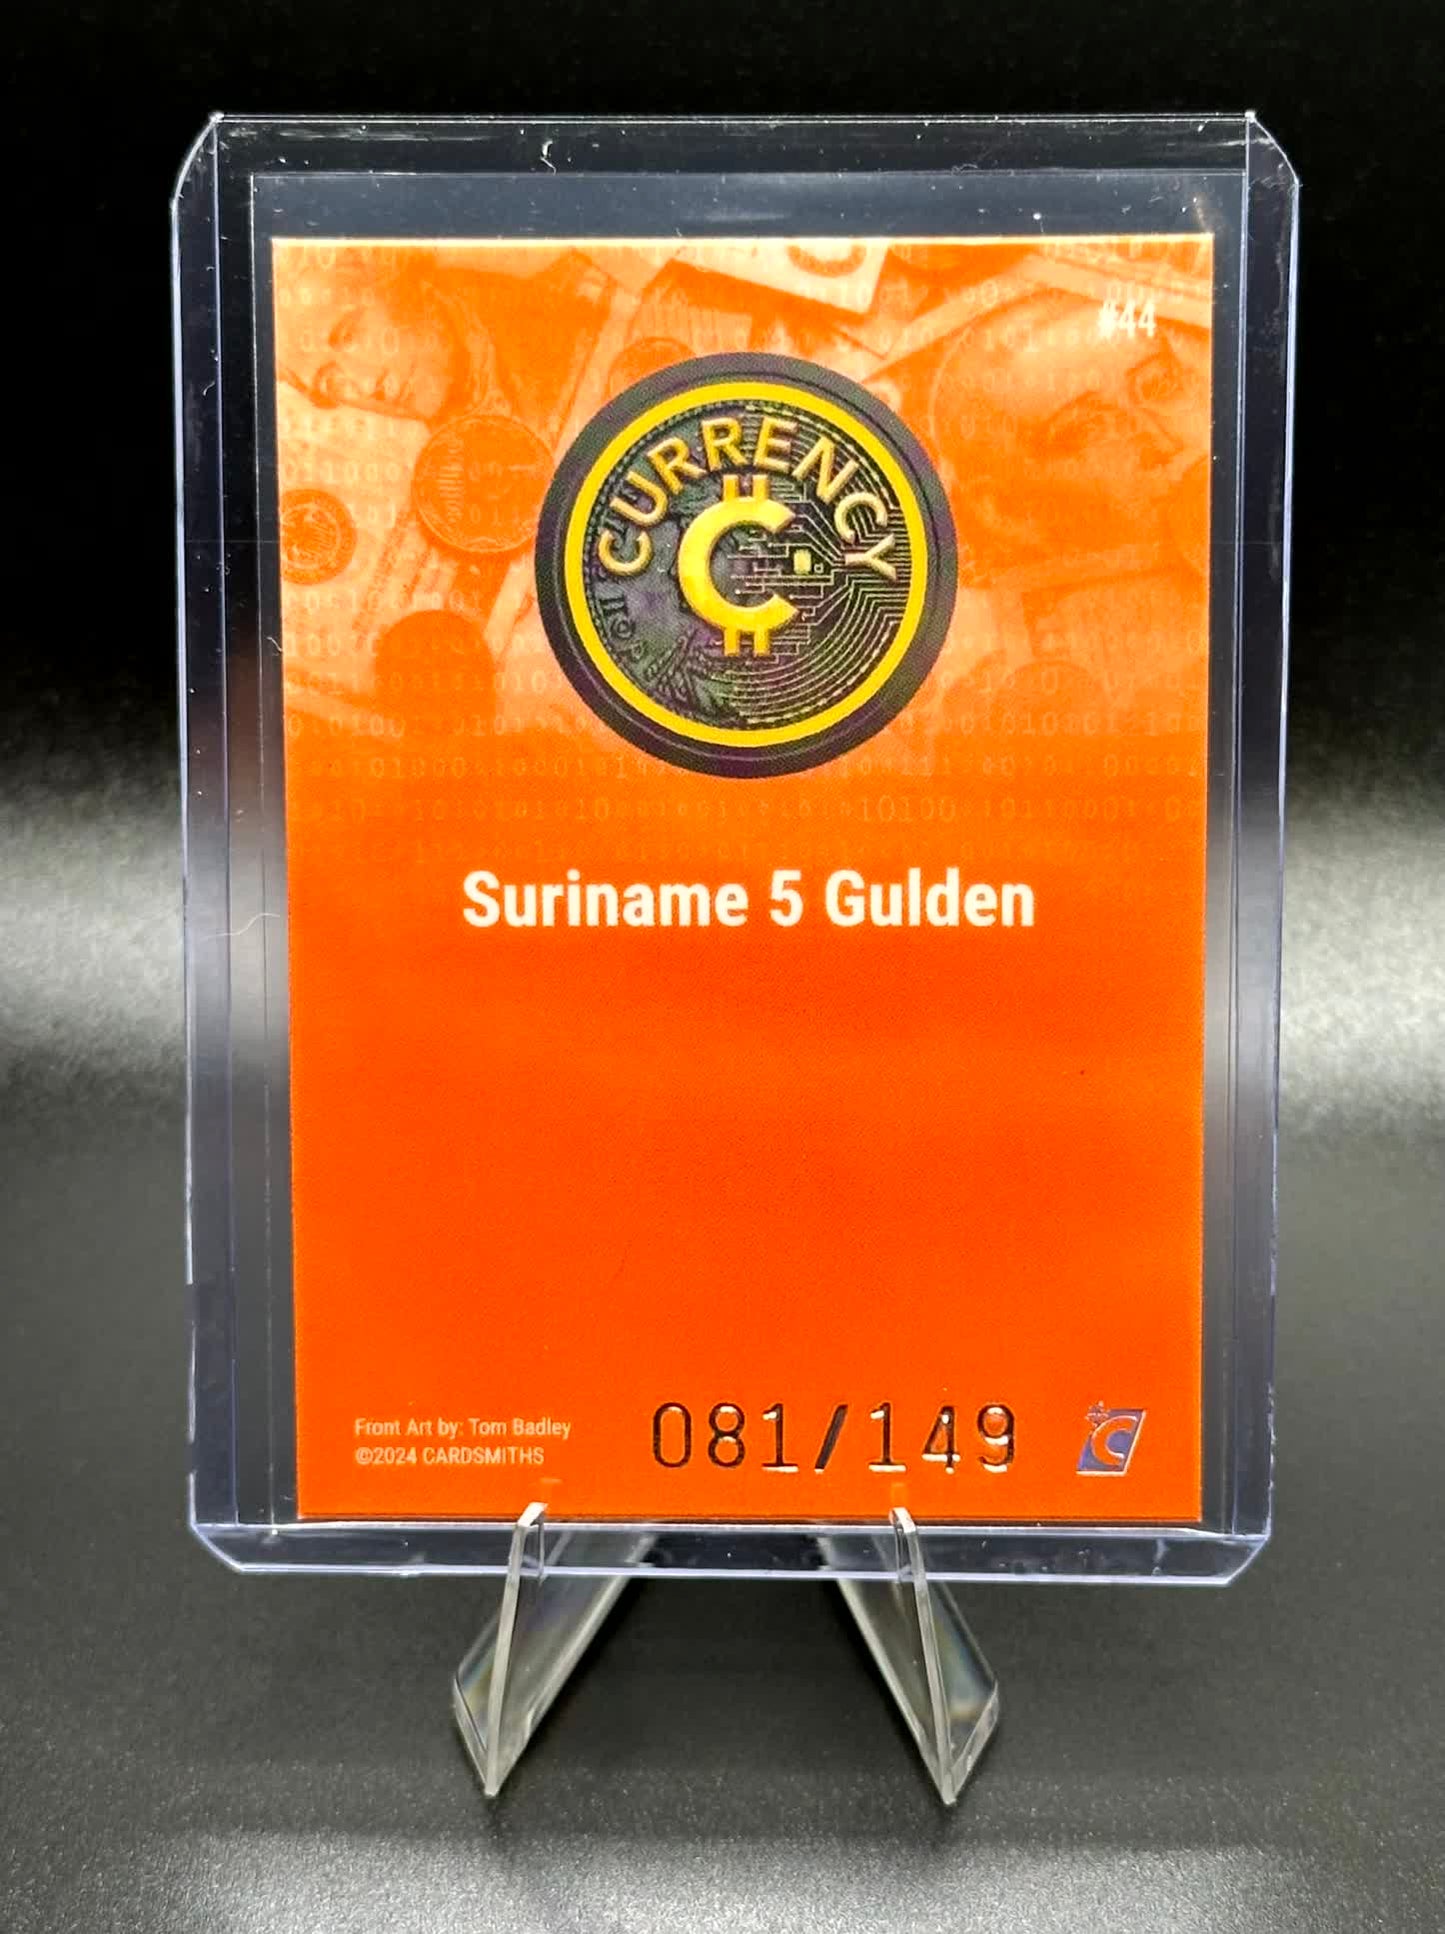 #44
CURRENCY
Suriname 5 Gulden
Front Art by: Tom Badley
©2024 CARDSMITHS
081/149